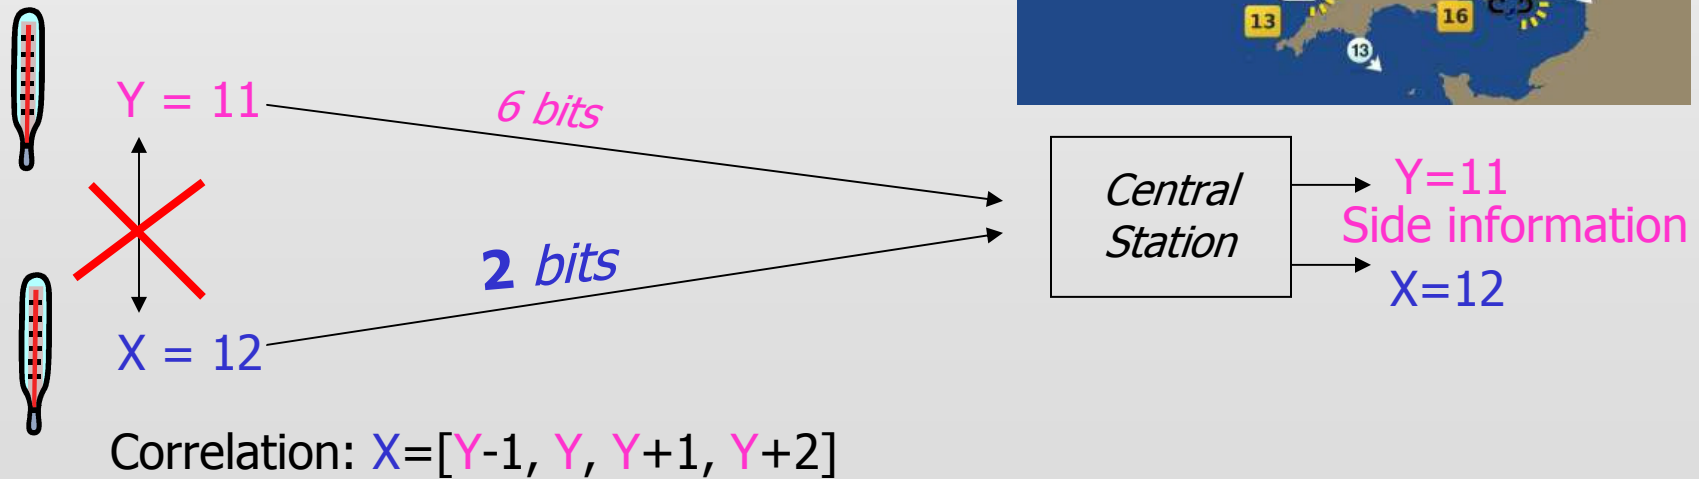 13
16
13
Y = 11
6 bits
Y=11
Central
Station
Side information
2 bits
X=12
X = 12
Correlation: X=[Y-1, Y, Y+1, Y+2]